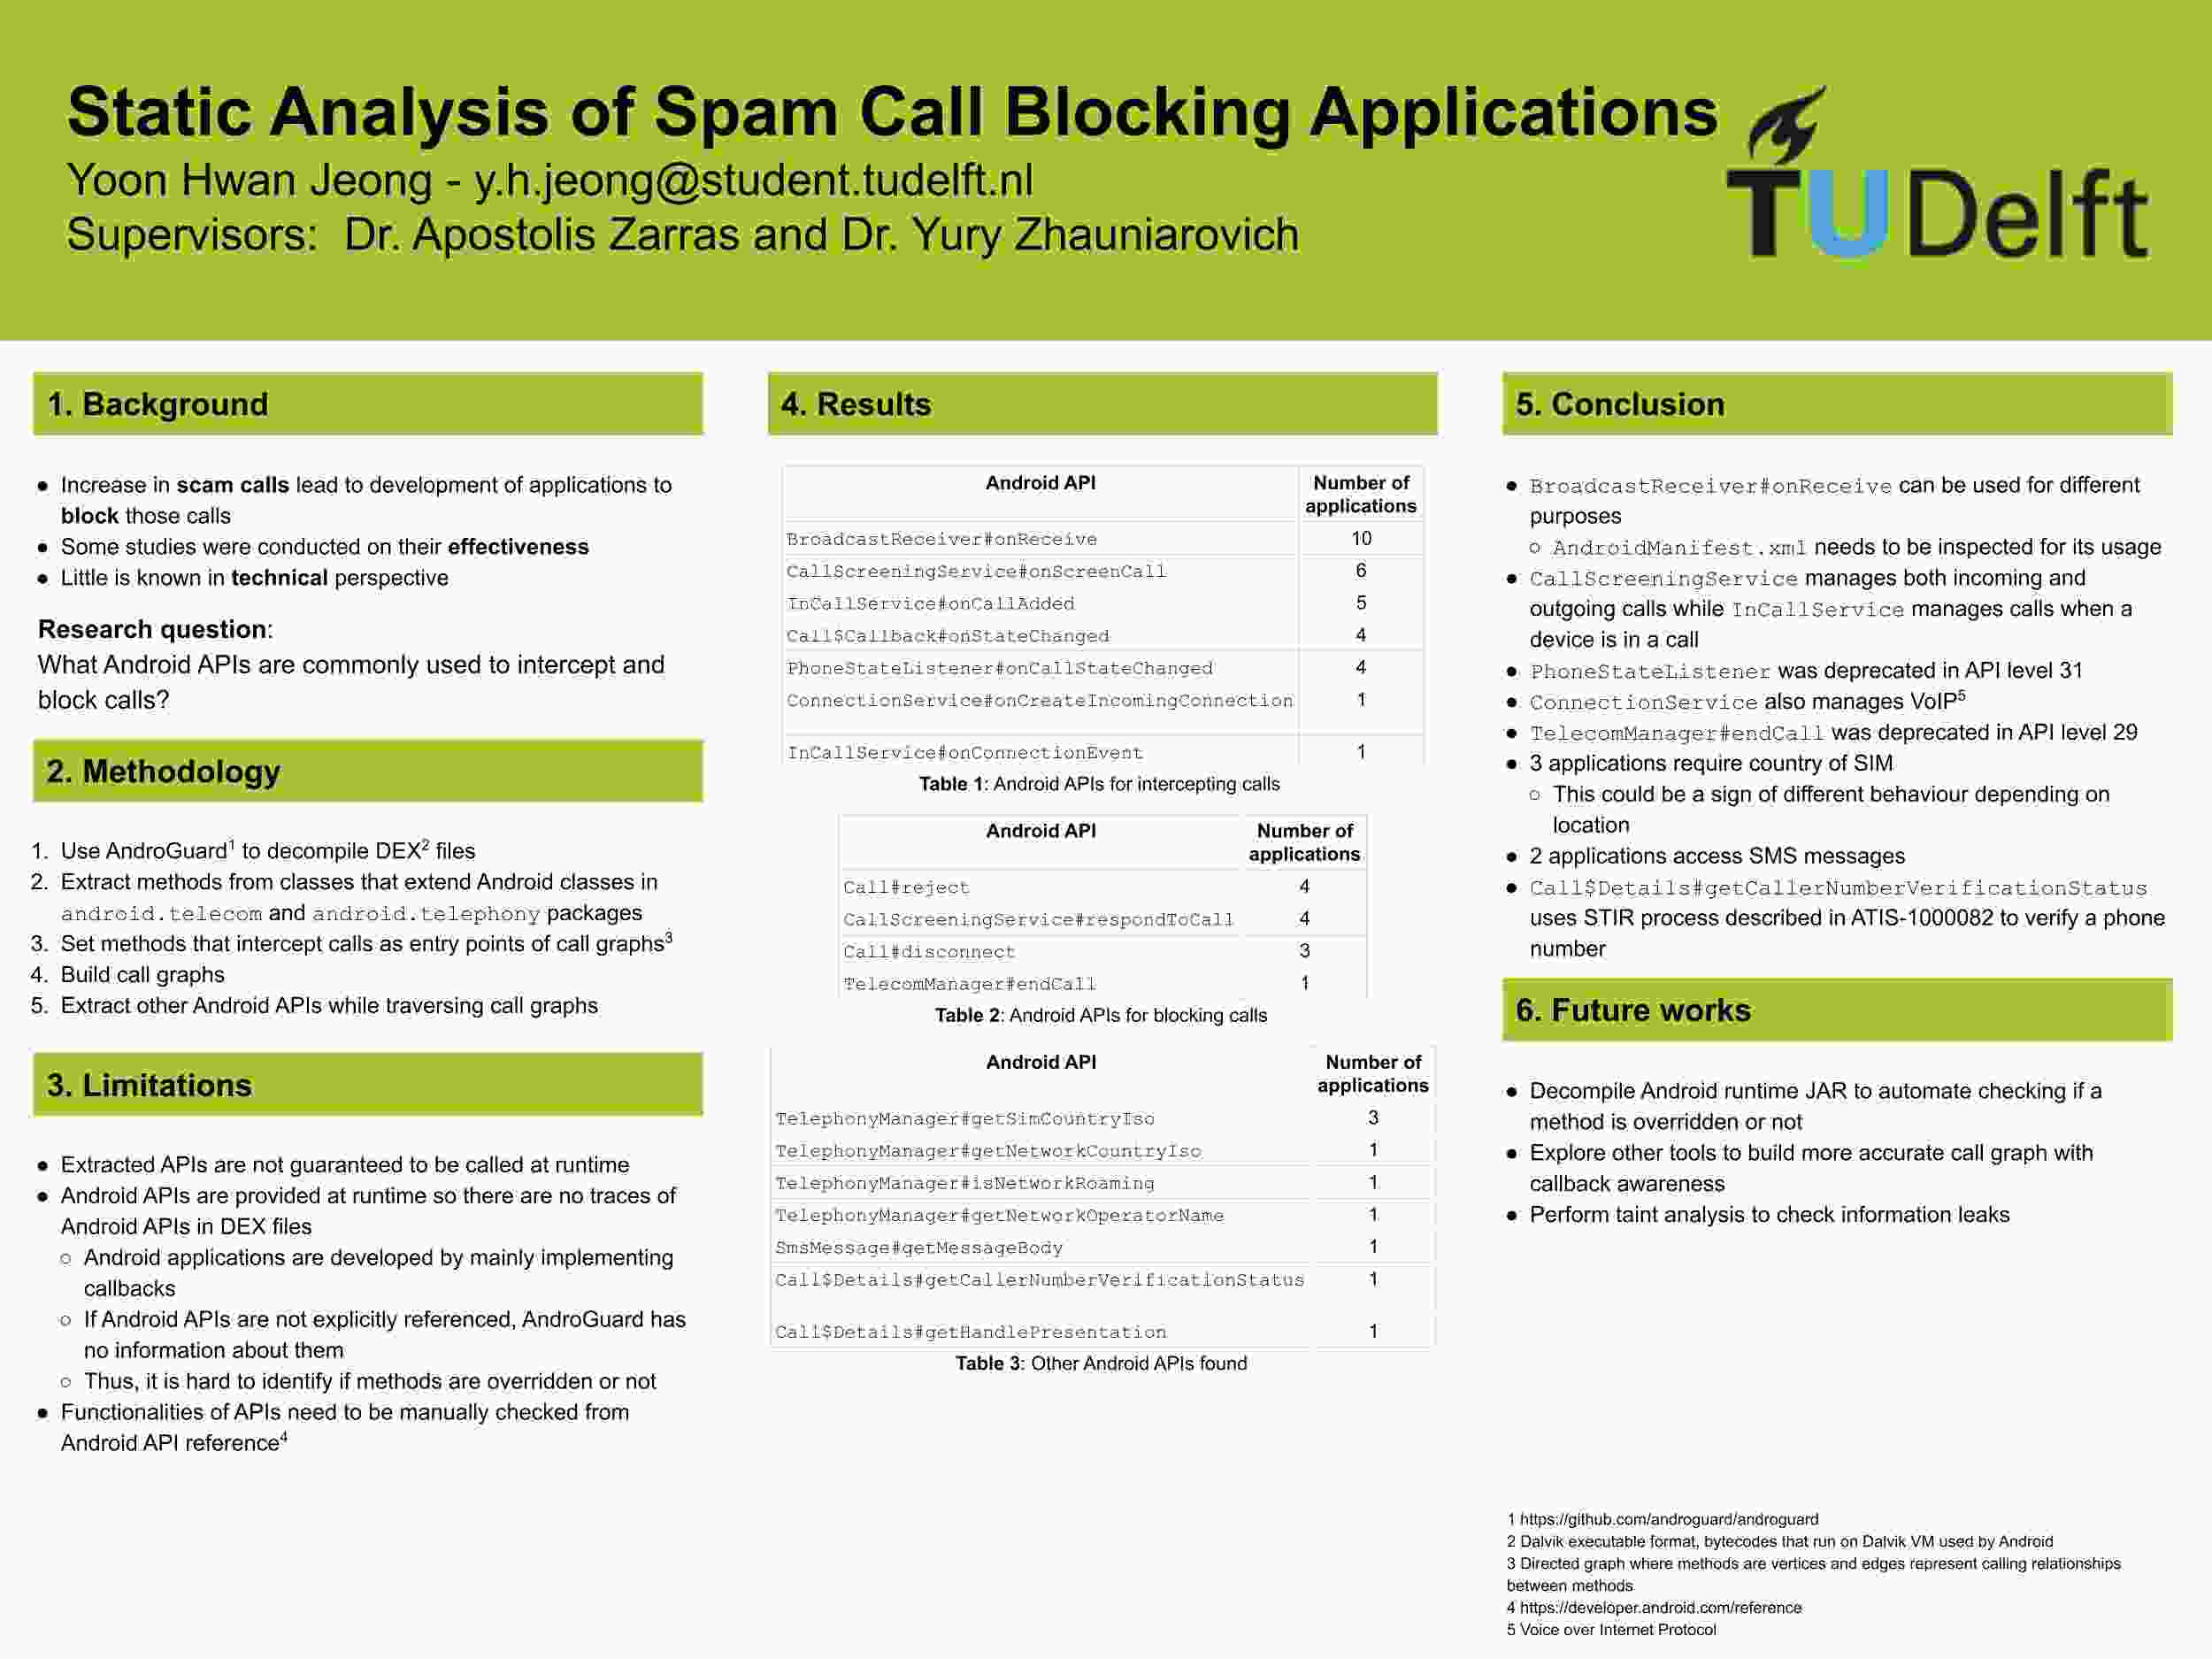 Static Analysis of Spam Call Blocking Applications
Yoon Hwan Jeong - y.h.jeong@student.tudelft.nl
Supervisors: Dr. Apostolis Zarras and Dr. Yury Zhauniarovich
TU Delft
1. Background
● Increase in scam calls lead to development of applications to
block those calls
● Some studies were conducted on their effectiveness
● Little is known in technical perspective
Research question:
What Android APIs are commonly used to intercept and
block calls?
2. Methodology
1. Use AndroGuard¹ to decompile DEX² files
2. Extract methods from classes that extend Android classes in
android.telecom and android.telephony packages
3. Set methods that intercept calls as entry points of call graphs³
4. Build call graphs
5. Extract other Android APIs while traversing call graphs
3. Limitations
● Extracted APIs are not guaranteed to be called at runtime
● Android APIs are provided at runtime so there are no traces of
Android APIs in DEX files
○ Android applications are developed by mainly implementing
callbacks
○ If Android APIs are not explicitly referenced, AndroGuard has
no information about them
○ Thus, it is hard to identify if methods are overridden or not
● Functionalities of APIs need to be manually checked from
Android API reference⁴
4. Results
Android API Number of
applications
BroadcastReceiver#onReceive 10
CallScreeningService#onScreenCall 6
InCallService#onCallAdded 5
Call$Callback#onStateChanged 4
PhoneStateListener#onCallStateChanged 4
ConnectionService#onCreateIncomingConnection 1
InCallService#onConnectionEvent 1
Table 1: Android APIs for intercepting calls
Android API Number of
applications
Call#reject 4
CallScreeningService#respondToCall 4
Call#disconnect 3
TelecomManager#endCall 1
Table 2: Android APIs for blocking calls
Android API Number of
applications
TelephonyManager#getSimCountryIso 3
TelephonyManager#getNetworkCountryIso 1
TelephonyManager#isNetworkRoaming 1
TelephonyManager#getNetworkOperatorName 1
SmsMessage#getMessageBody 1
Call$Details#getCallerNumberVerificationStatus 1
Call$Details#getHandlePresentation 1
Table 3: Other Android APIs found
5. Conclusion
● BroadcastReceiver#onReceive can be used for different
purposes
○ AndroidManifest.xml needs to be inspected for its usage
● CallScreeningService manages both incoming and
outgoing calls while InCallService manages calls when a
device is in a call
● PhoneStateListener was deprecated in API level 31
● ConnectionService also manages VoIP⁵
● TelecomManager#endCall was deprecated in API level 29
● 3 applications require country of SIM
○ This could be a sign of different behaviour depending on
location
● 2 applications access SMS messages
● Call$Details#getCallerNumberVerificationStatus
uses STIR process described in ATIS-1000082 to verify a phone
number
6. Future works
● Decompile Android runtime JAR to automate checking if a
method is overridden or not
● Explore other tools to build more accurate call graph with
callback awareness
● Perform taint analysis to check information leaks
1 https://github.com/androguard/androguard
2 Dalvik executable format, bytecodes that run on Dalvik VM used by Android
3 Directed graph where methods are vertices and edges represent calling relationships
between methods
4 https://developer.android.com/reference
5 Voice over Internet Protocol